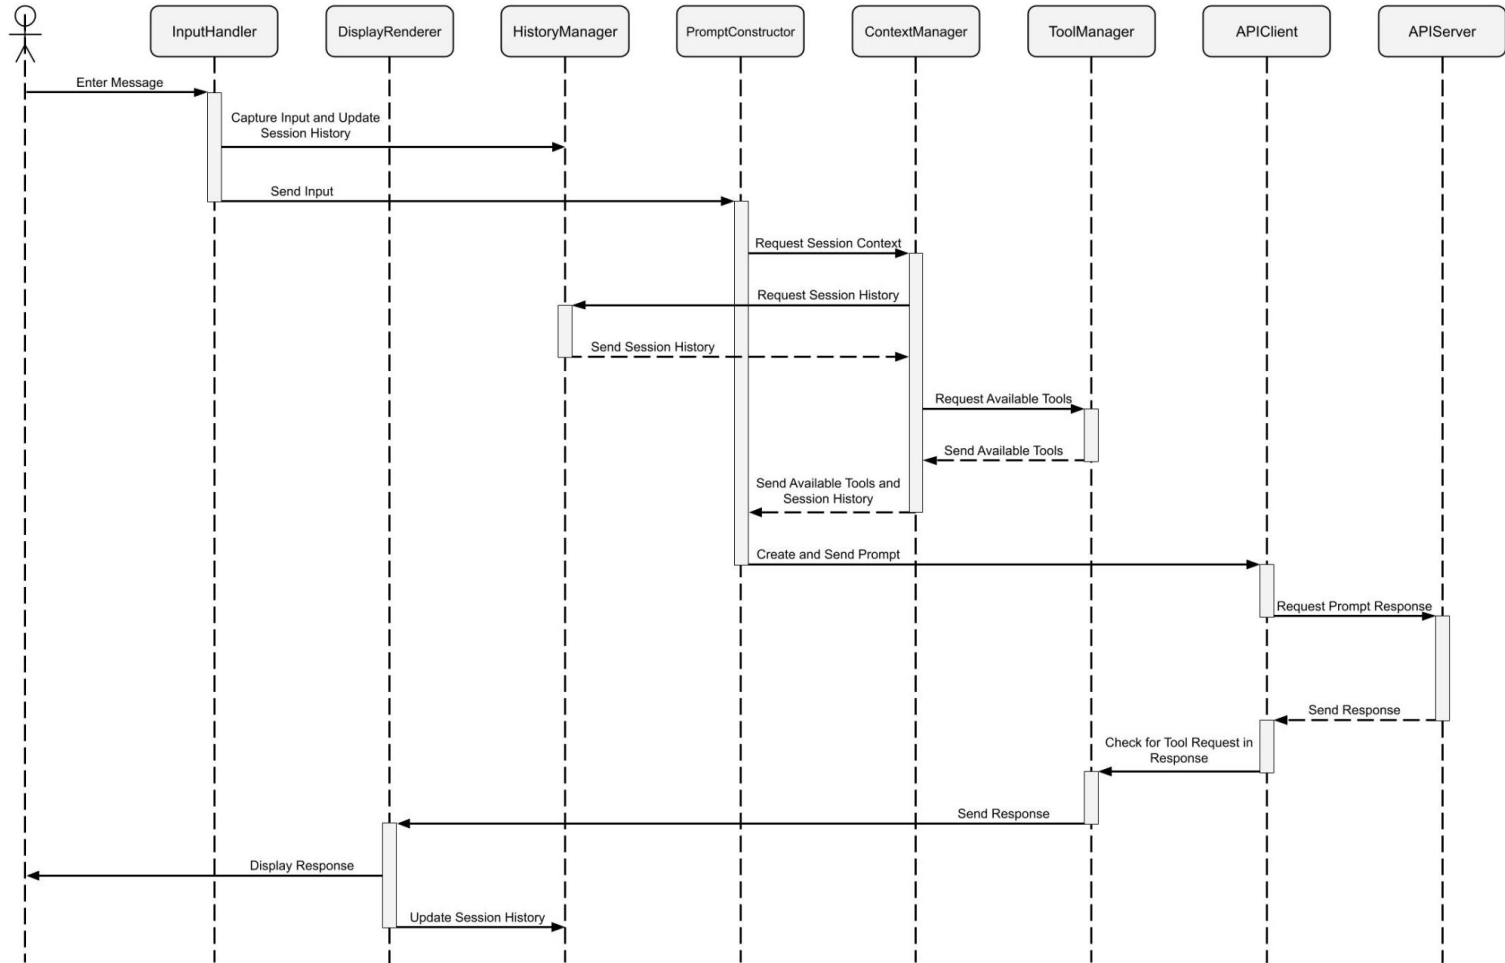 InputHandler
DisplayRenderer
HistoryManager
PromptConstructor
ContextManager
ToolManager
APIClient
APIServer
Enter Message
Capture Input and Update
Session History
Send Input
Request Session Context
Request Session History
Send Session History
Request Available Tools
Send Available Tools
Send Available Tools and
Session History
Create and Send Prompt
Request Prompt Response
Send Response
Check for Tool Request in
Response
Send Response
Display Response
Update Session History